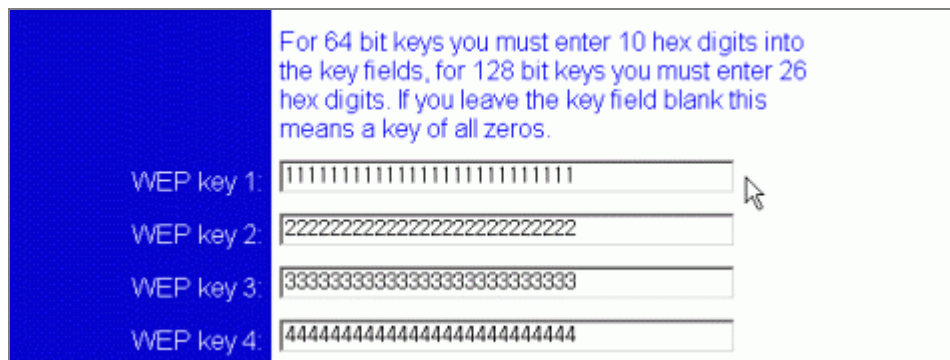 For 64 bit keys you must enter 10 hex digits into
the key fields, for 128 bit keys you must enter 26
hex digits. If you leave the key field blank this
means a key of all zeros.
WEP key 1: 11111111111111111111111111
WEP key 2: 22222222222222222222222222
WEP key 3: 33333333333333333333333333
WEP key 4: 44444444444444444444444444